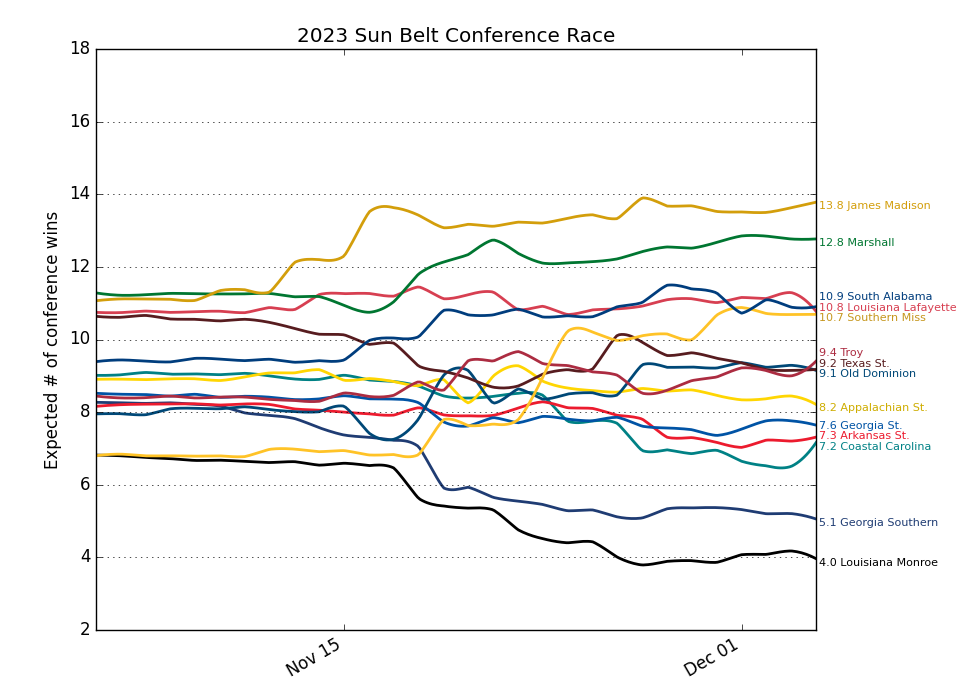 2023 Sun Belt Conference Race
Expected # of conference wins
18
16
14
12
10
8
6
4
2
Nov 15
Dec 01
13.8 James Madison
12.8 Marshall
10.9 South Alabama
10.8 Louisiana Lafayette
10.7 Southern Miss
9.4 Troy
9.2 Texas St.
9.1 Old Dominion
8.2 Appalachian St.
7.6 Georgia St.
7.3 Arkansas St.
7.2 Coastal Carolina
5.1 Georgia Southern
4.0 Louisiana Monroe